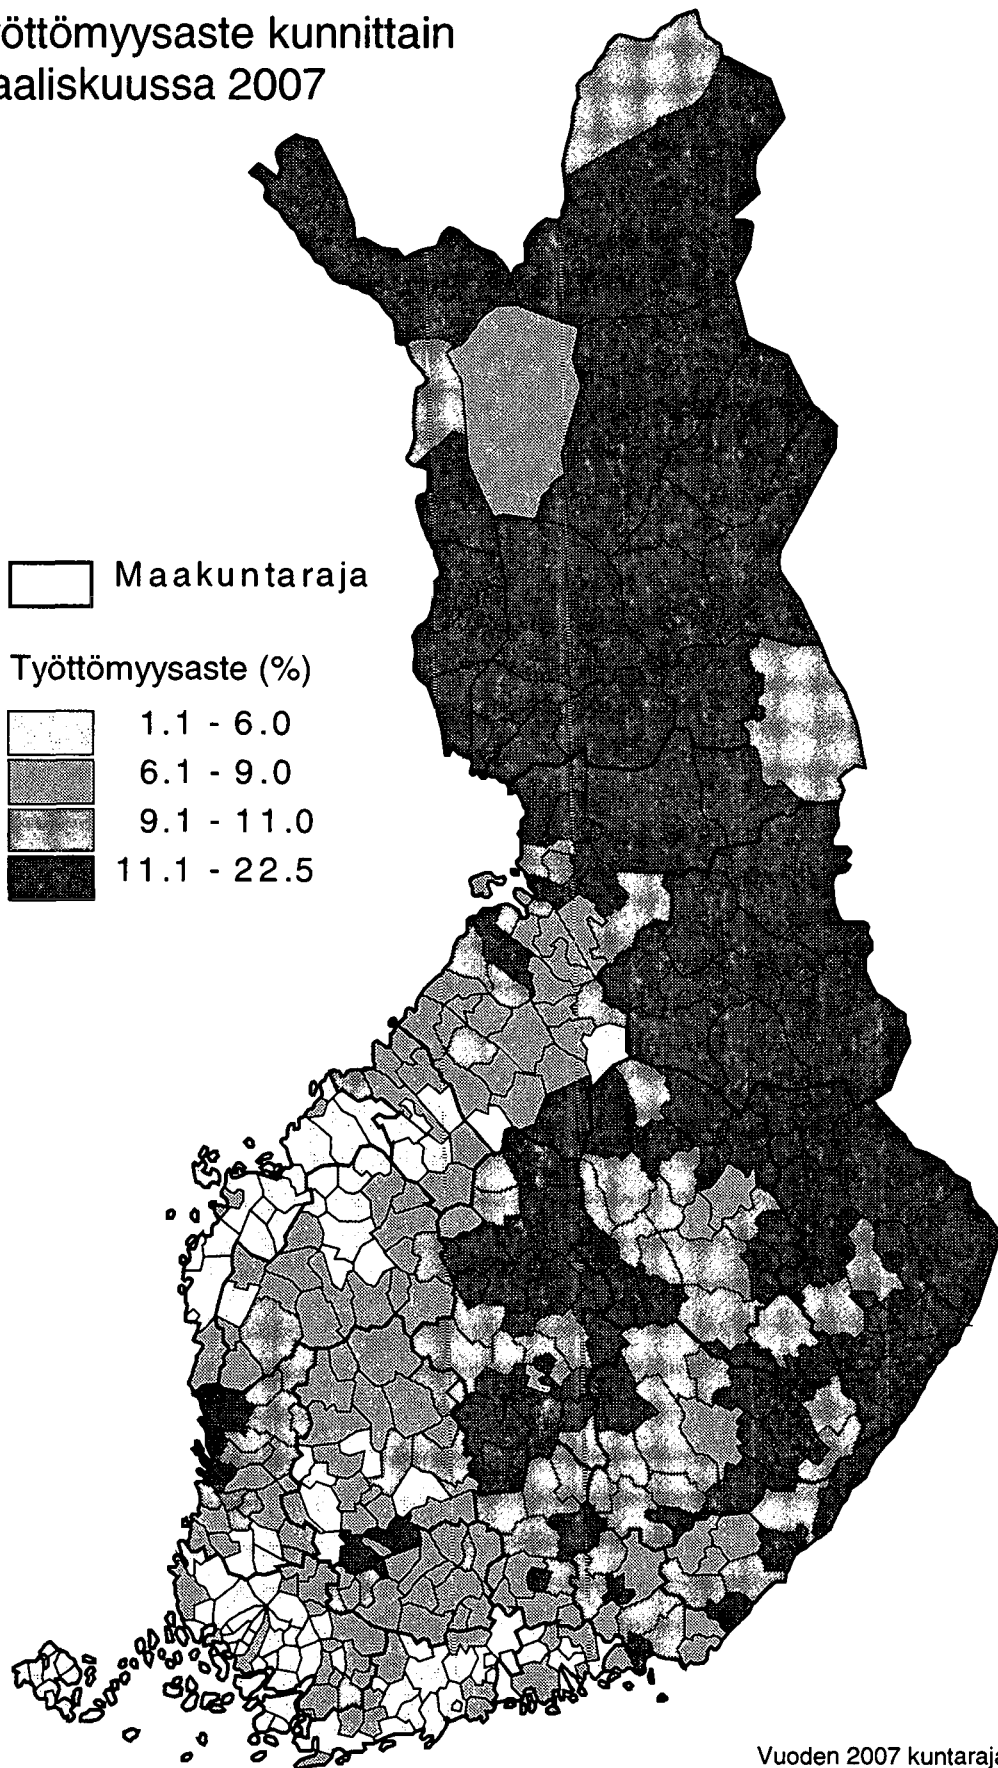 öttömyysaste kunnittain
aaliskuussa 2007
Maakuntaraja
Työttömyysaste (%)
1.1 - 6.0
6.1 - 9.0
9.1 - 11.0
11.1 - 22.5
Vuoden 2007 kuntaraja